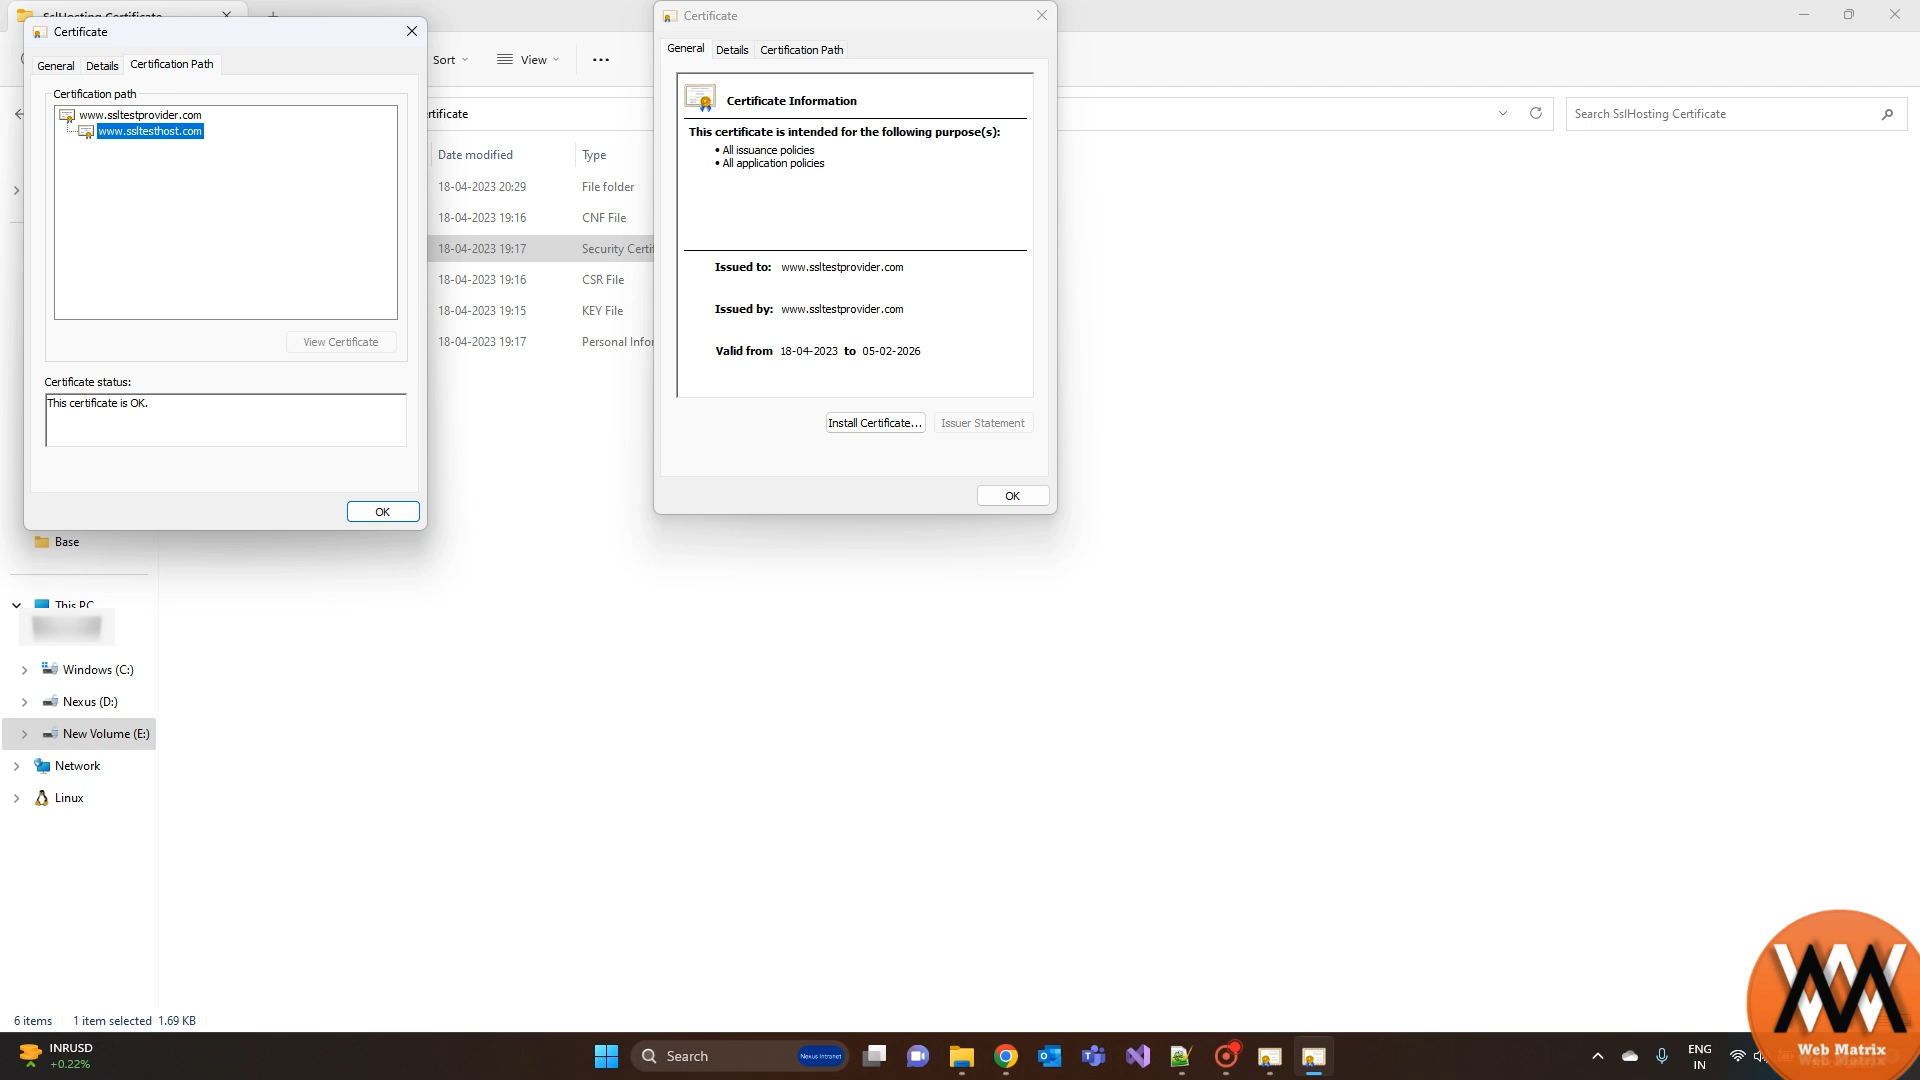 SslHosting Certificate
Certificate
General
Details
Certification Path
Certification path
www.ssltestprovider.com
www.ssltesthost.com
View Certificate
Certificate status:
This certificate is OK.
OK
Sort
View
rtificate
Search SslHosting Certificate
Date modified
Type
18-04-2023 20:29
File folder
18-04-2023 19:16
CNF File
18-04-2023 19:17
Security Certif
18-04-2023 19:16
CSR File
18-04-2023 19:15
KEY File
18-04-2023 19:17
Personal Infor
Certificate
General
Details
Certification Path
Certificate Information
This certificate is intended for the following purpose(s):
• All issuance policies
• All application policies
Issued to: www.ssltestprovider.com
Issued by: www.ssltestprovider.com
Valid from 18-04-2023 to 05-02-2026
Install Certificate...
Issuer Statement
OK
Base
This PC
Windows (C:)
Nexus (D:)
New Volume (E:)
Network
Linux
6 items
1 item selected 1.69 KB
INRUSD
+0.22%
Search
Nexus Intranet
ENG
IN
Web Matrix